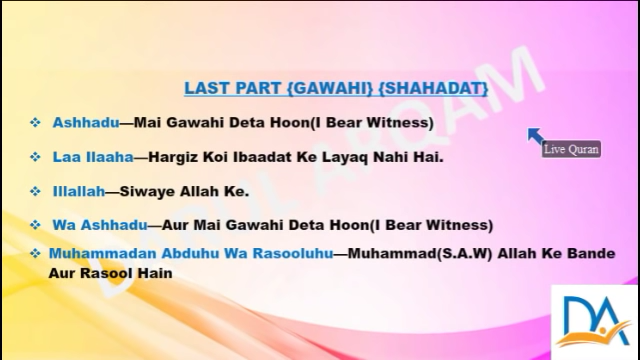 LAST PART {GAWAHI} {SHAHADAT}
❖ Ashhadu—Mai Gawahi Deta Hoon(I Bear Witness)
❖ Laa Ilaaha—Hargiz Koi Ibaadat Ke Layaq Nahi Hai.
Live Quran
❖ Illallah—Siwaye Allah Ke.
❖ Wa Ashhadu—Aur Mai Gawahi Deta Hoon(I Bear Witness)
❖ Muhammadan Abduhu Wa Rasooluhu—Muhammad(S.A.W) Allah Ke Bande
Aur Rasool Hain
DA